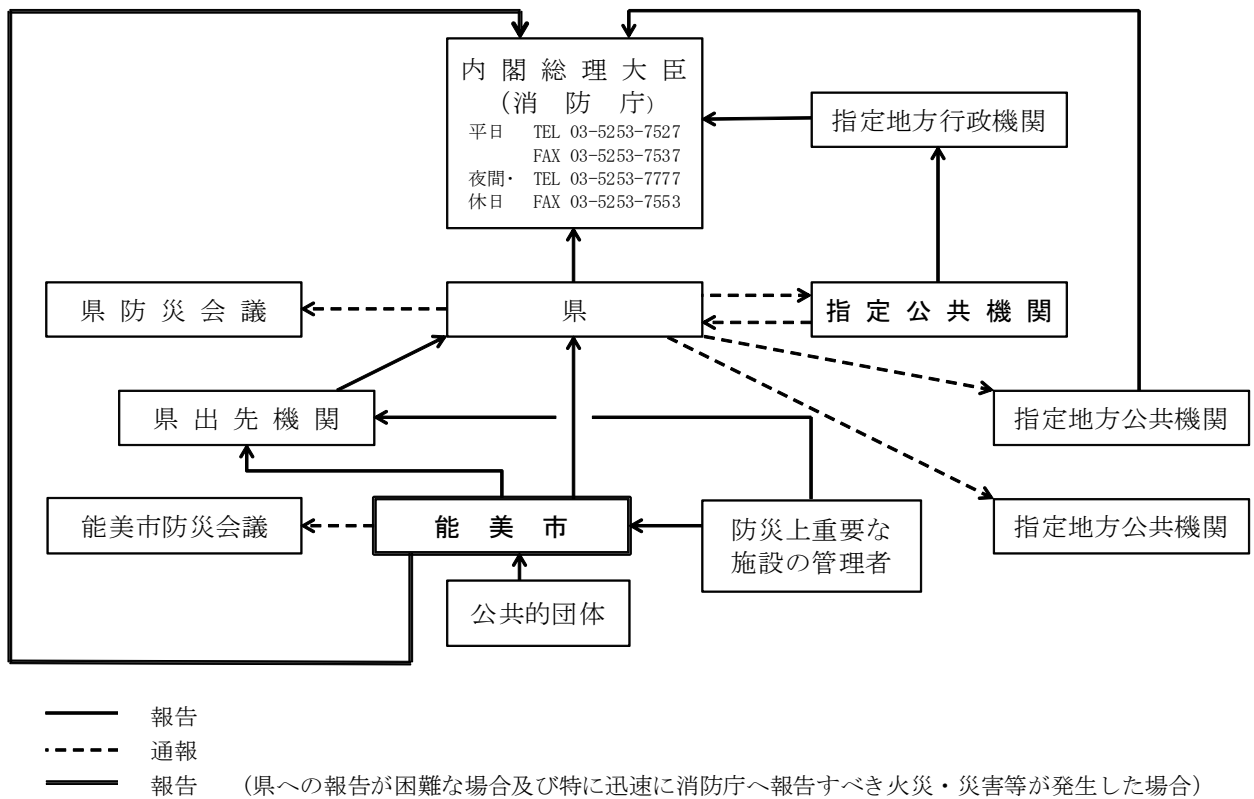 内閣総理大臣
（消防庁）
平日 TEL 03-5253-7527
FAX 03-5253-7537
夜間・ TEL 03-5253-7777
休日 FAX 03-5253-7553
指定地方行政機関
県防災会議
県
指定公共機関
県出先機関
指定地方公共機関
能美市防災会議
能美市
防災上重要な
施設の管理者
指定地方公共機関
公共的団体
報告
通報
報告 （県への報告が困難な場合及び特に迅速に消防庁へ報告すべき火災・災害等が発生した場合）